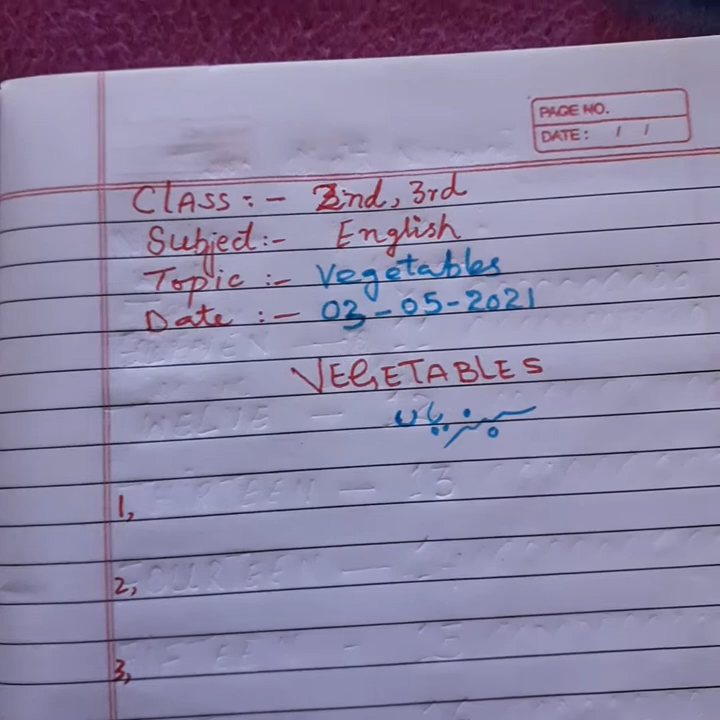 PAGE NO.
DATE: / /
CLASS :- 2nd, 3rd
Subject :- English
Topic :- Vegetables
Date :- 03-05-2021
VEGETABLES
سبزیاں
1,
2,
3,